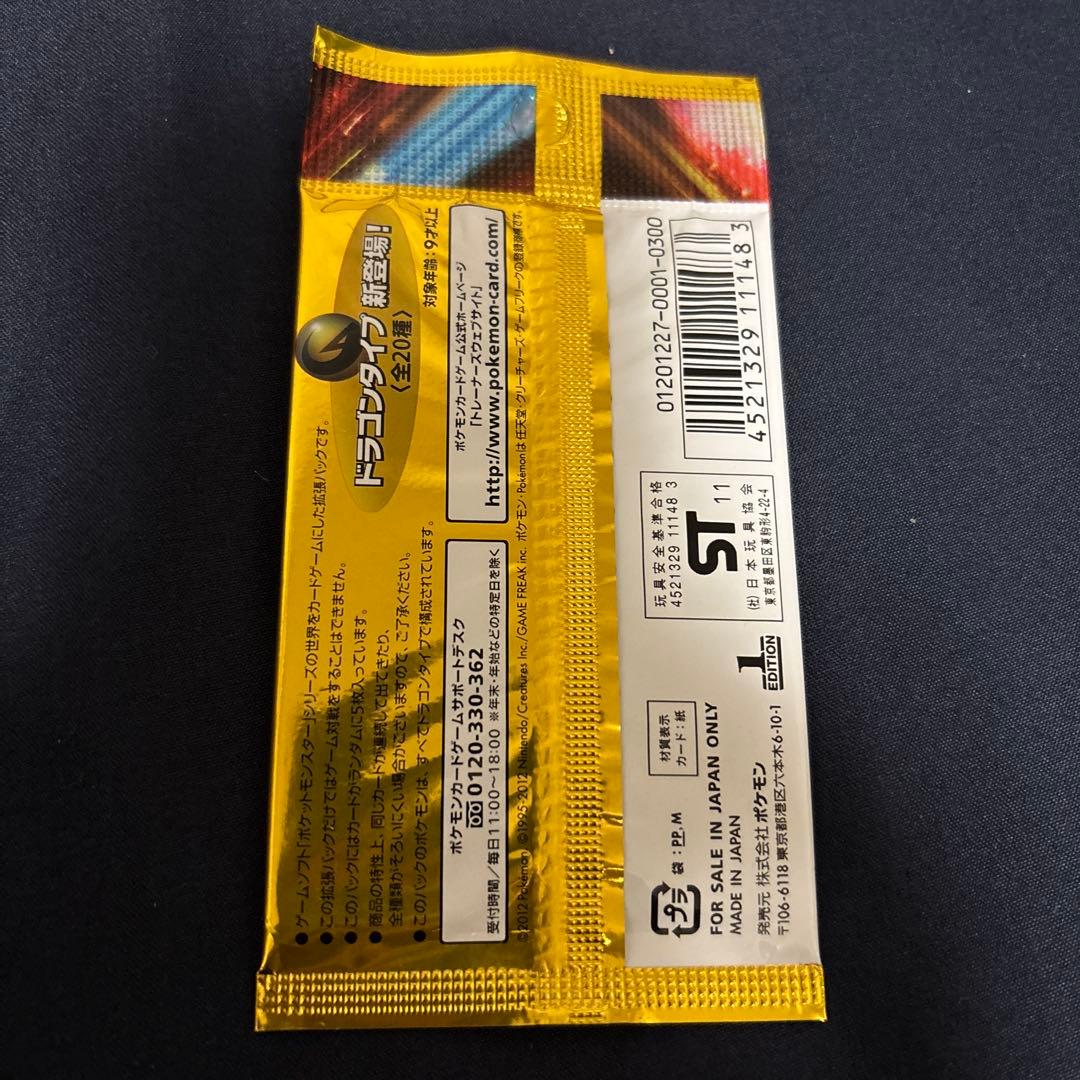 ドラゴンタイプ 新登場!
〈全20種〉
対象年齢:9才以上
●ゲームソフト「ポケットモンスター」シリーズの世界をカードゲームにした拡張パックです。
●この拡張パックだけではゲーム対戦をすることはできません。
●このパックにはカードがランダムに5枚入っています。
●商品の特性上、同じカードが連続して出てきたり、
全種類がそろいにくい場合がございますので、ご了承ください。
●このパックのポケモンは、すべてドラゴンタイプで構成されています。
ポケモンカードゲーム公式ホームページ
「トレーナーズウェブサイト」
http://www.pokemon-card.com/
ポケモンカードゲームサポートデスク
0120-330-362
受付時間/毎日11:00〜18:00 ※年末・年始などの特定日を除く
©2012 Pokémon ©1995-2012 Nintendo/Creatures Inc./GAME FREAK inc. ポケモン・Pokémonは任天堂・クリーチャーズ・ゲームフリークの登録商標です。
01201227-0001-0300
4521329 111483
玩具安全基準合格
4521329 11148 3
ST 11
(社)日本玩具協会
東京都墨田区東駒形4-22-4
1
EDITION
材質表示
カード:紙
プラ
袋:PP,M
FOR SALE IN JAPAN ONLY
MADE IN JAPAN
発売元 株式会社ポケモン
〒106-6118 東京都港区六本木6-10-1